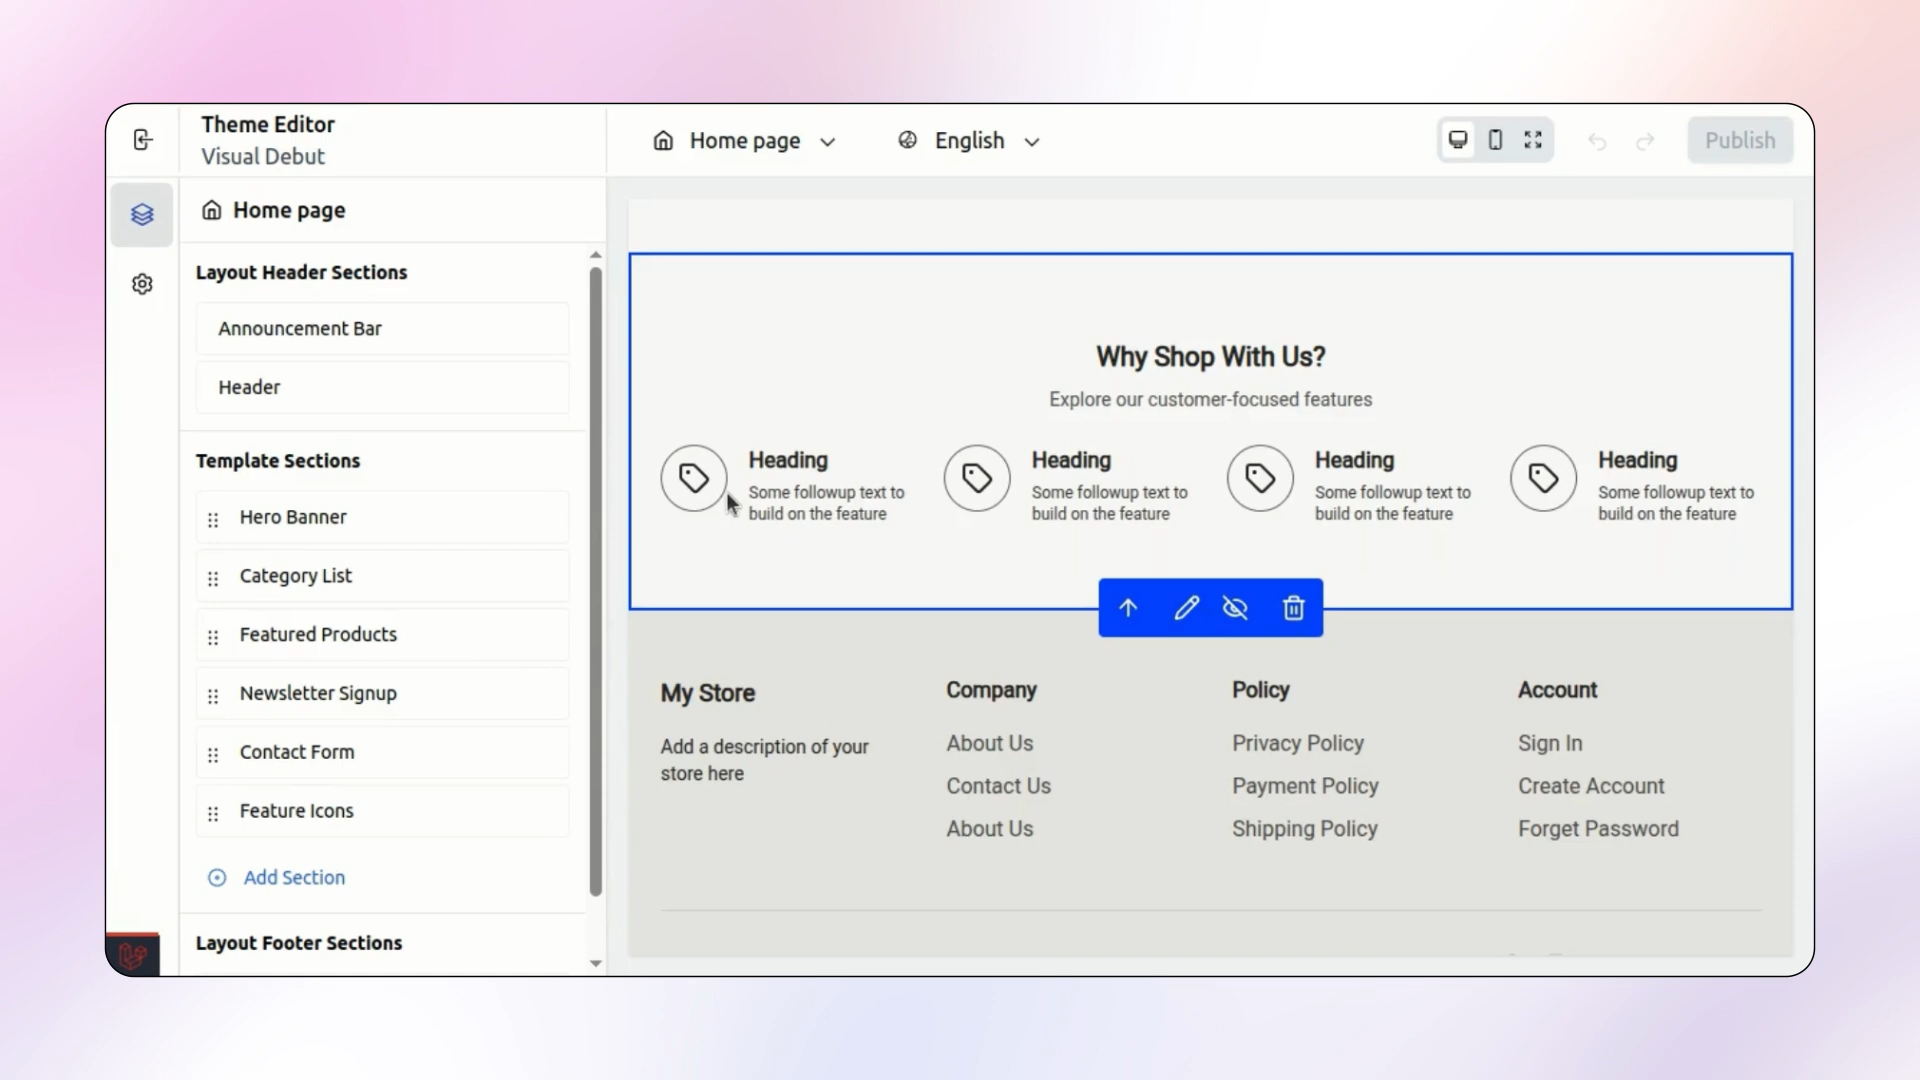 Theme Editor
Visual Debut
Home page
English
Publish
Home page
Layout Header Sections
Announcement Bar
Header
Template Sections
Hero Banner
Category List
Featured Products
Newsletter Signup
Contact Form
Feature Icons
Add Section
Layout Footer Sections
Why Shop With Us?
Explore our customer-focused features
Heading
Some followup text to
build on the feature
Heading
Some followup text to
build on the feature
Heading
Some followup text to
build on the feature
Heading
Some followup text to
build on the feature
My Store
Add a description of your
store here
Company
About Us
Contact Us
About Us
Policy
Privacy Policy
Payment Policy
Shipping Policy
Account
Sign In
Create Account
Forget Password